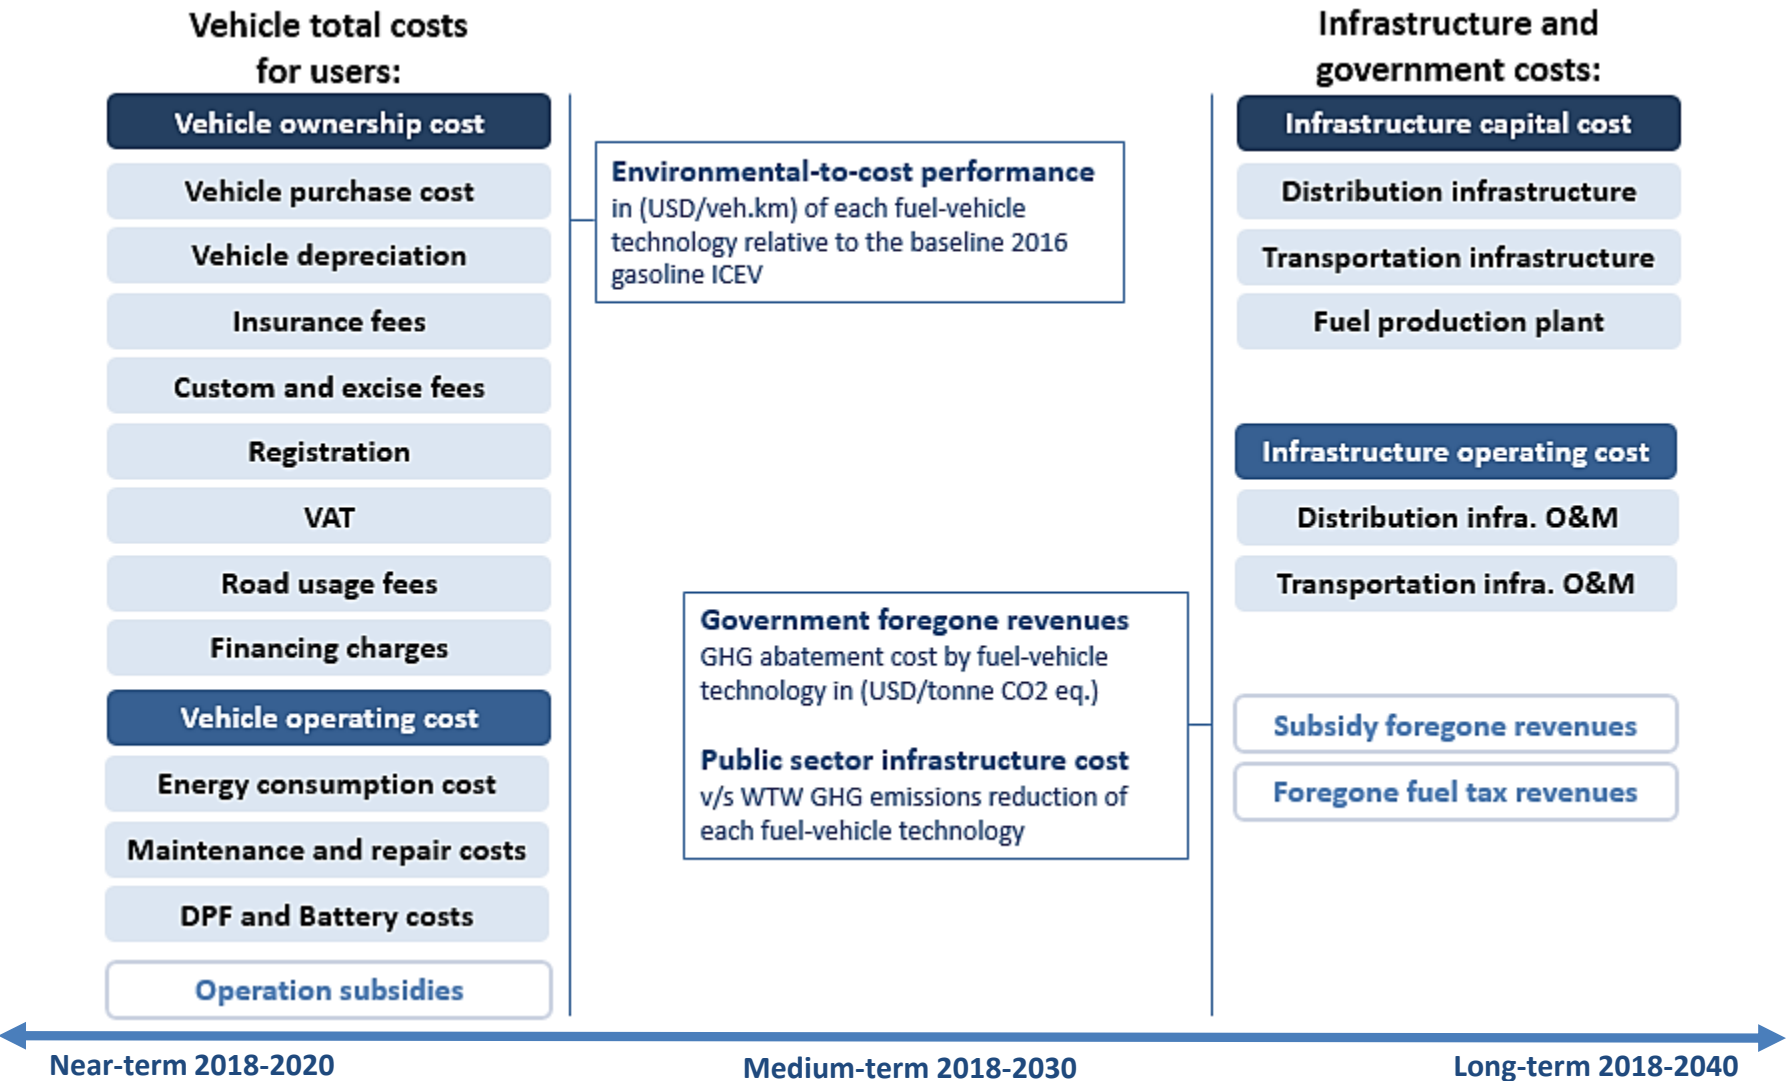 Vehicle total costs
for users:
Vehicle ownership cost
Vehicle purchase cost
Vehicle depreciation
Insurance fees
Custom and excise fees
Registration
VAT
Road usage fees
Financing charges
Vehicle operating cost
Energy consumption cost
Maintenance and repair costs
DPF and Battery costs
Operation subsidies
Environmental-to-cost performance
in (USD/veh.km) of each fuel-vehicle
technology relative to the baseline 2016
gasoline ICEV
Government foregone revenues
GHG abatement cost by fuel-vehicle
technology in (USD/tonne CO2 eq.)
Public sector infrastructure cost
v/s WTW GHG emissions reduction of
each fuel-vehicle technology
Infrastructure and
government costs:
Infrastructure capital cost
Distribution infrastructure
Transportation infrastructure
Fuel production plant
Infrastructure operating cost
Distribution infra. O&M
Transportation infra. O&M
Subsidy foregone revenues
Foregone fuel tax revenues
Near-term 2018-2020
Medium-term 2018-2030
Long-term 2018-2040